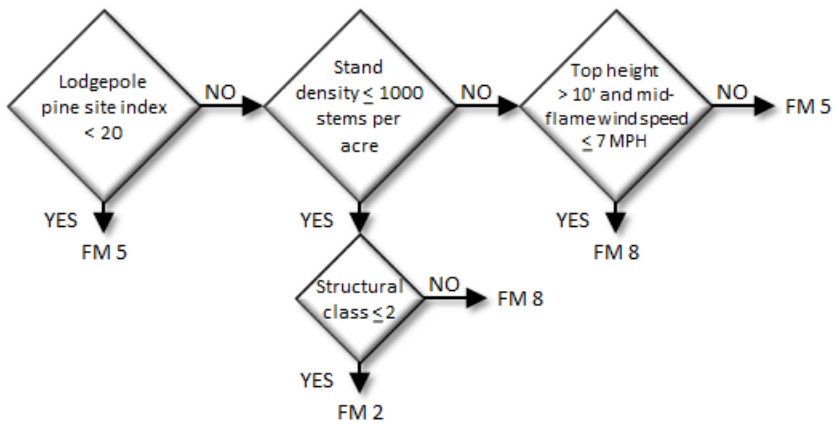 Lodgepole
pine site index
< 20
NO
YES
FM 5
Stand
density ≤ 1000
stems per
acre
NO
YES
Structural
class ≤ 2
NO
FM 8
YES
FM 2
Top height
> 10' and mid-
flame wind speed
≤ 7 MPH
NO
FM 5
YES
FM 8